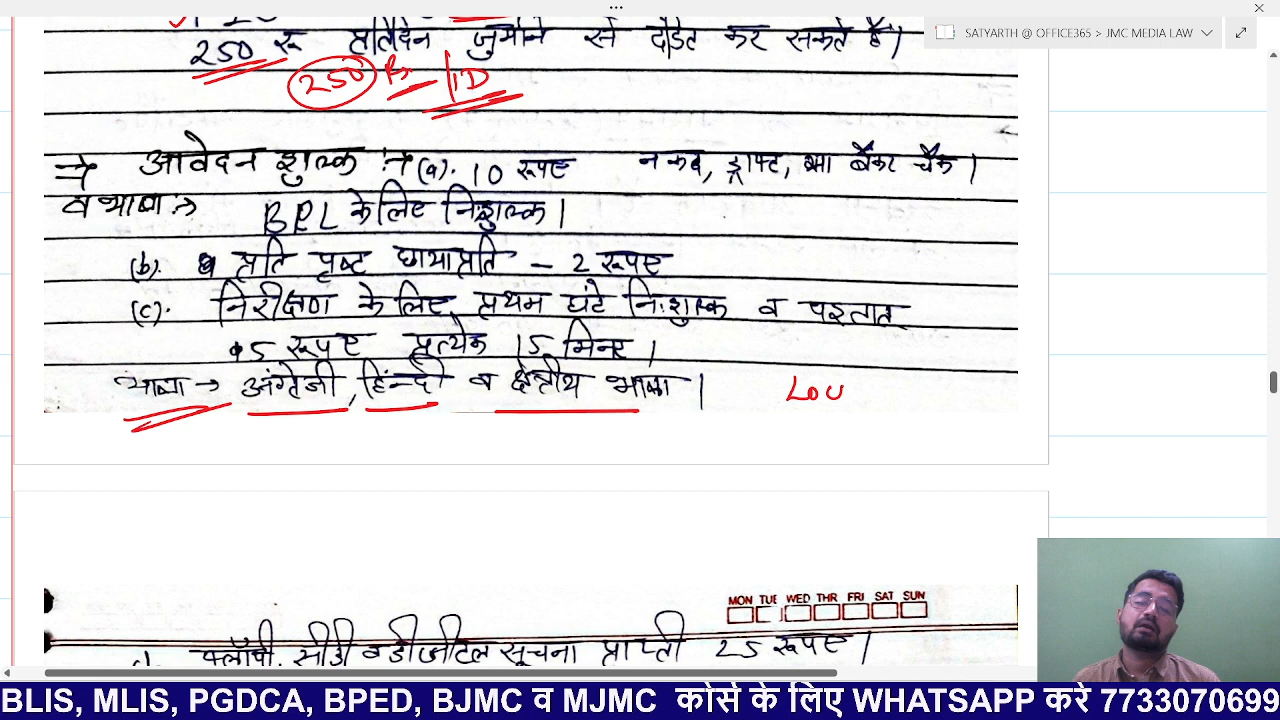 SATYARTH @ OFFICE365 > JMC MEDIA LAW
250 रू प्रतिदिन जुर्माने से दंडित कर सकते हैं।
250 Rs / 1D
⇒ आवेदन शुल्क :→ (a). 10 रूपए नकद, ड्राफ्ट, या बैंकर चैक।
व भाषा :→ BPL के लिए निःशुल्क।
(b). प्रति पृष्ट छायाप्रति – 2 रूपए
(c). निरीक्षण के लिए प्रथम घंटे निःशुल्क व पश्तात्
5 रूपए प्रत्येक 15 मिनट।
भाषा → अंग्रेजी, हिन्दी व क्षेत्रीय भाषा।
MON TUE WED THR FRI SAT SUN
फ्लॉपी, सीडी व डीजीटल सूचना प्राप्ती 25 रूपए।
BLIS, MLIS, PGDCA, BPED, BJMC व MJMC कोर्स के लिए WHATSAPP करे 7733070699